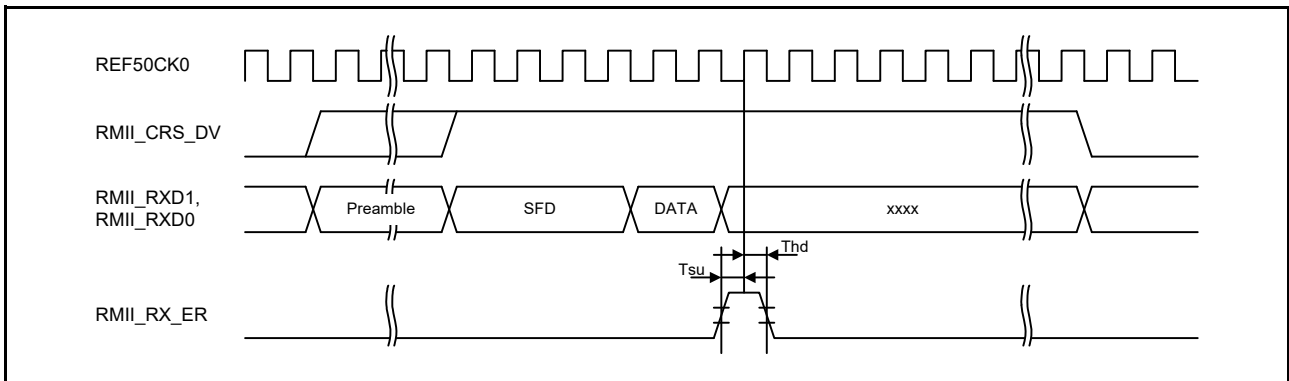 REF50CK0
RMII_CRS_DV
RMII_RXD1,
RMII_RXD0
Preamble
SFD
DATA
xxxx
Thd
Tsu
RMII_RX_ER